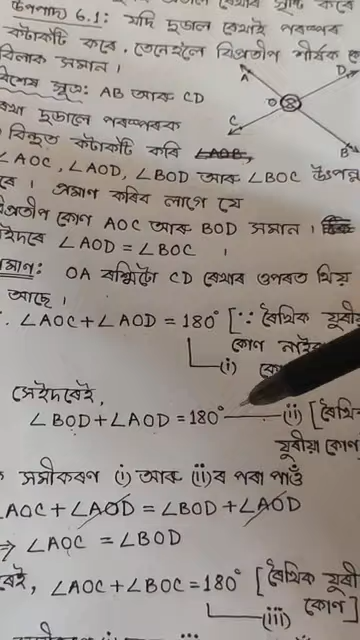 উপপাদ্য 6.1: যদি দুডাল ৰেখাই পৰস্পৰ
কটাকটি কৰে, তেনেহলে বিপ্ৰতীপ শীৰ্ষক
সমান।
বিশেষ সূত্ৰ: AB আৰু CD
দুডালে পৰস্পৰক
বিন্দুত কটাকটি কৰি
∠AOC, ∠AOD, ∠BOD আৰু ∠BOC উৎপন্ন
। প্ৰমাণ কৰিব লাগে যে
বিপ্ৰতীপ কোণ AOC আৰু BOD সমান।
সেইদৰে ∠AOD = ∠BOC ।
A
D
O
C
B
প্ৰমাণ: OA ৰশ্মিটো CD ৰেখাৰ ওপৰত থিয়
আছে।
∴ ∠AOC + ∠AOD = 180° [∵ ৰৈখিক যুৰীয়া
কোণ
(i)
সেইদৰেই,
∠BOD + ∠AOD = 180° — (ii) [ৰৈখিক
যুৰীয়া কোণ
সমীকৰণ (i) আৰু (ii)ৰ পৰা পাওঁ
∠AOC + ∠AOD = ∠BOD + ∠AOD
⇒ ∠AOC = ∠BOD
∠AOC + ∠BOC = 180° [ৰৈখিক যুৰীয়া
কোণ]
(iii)